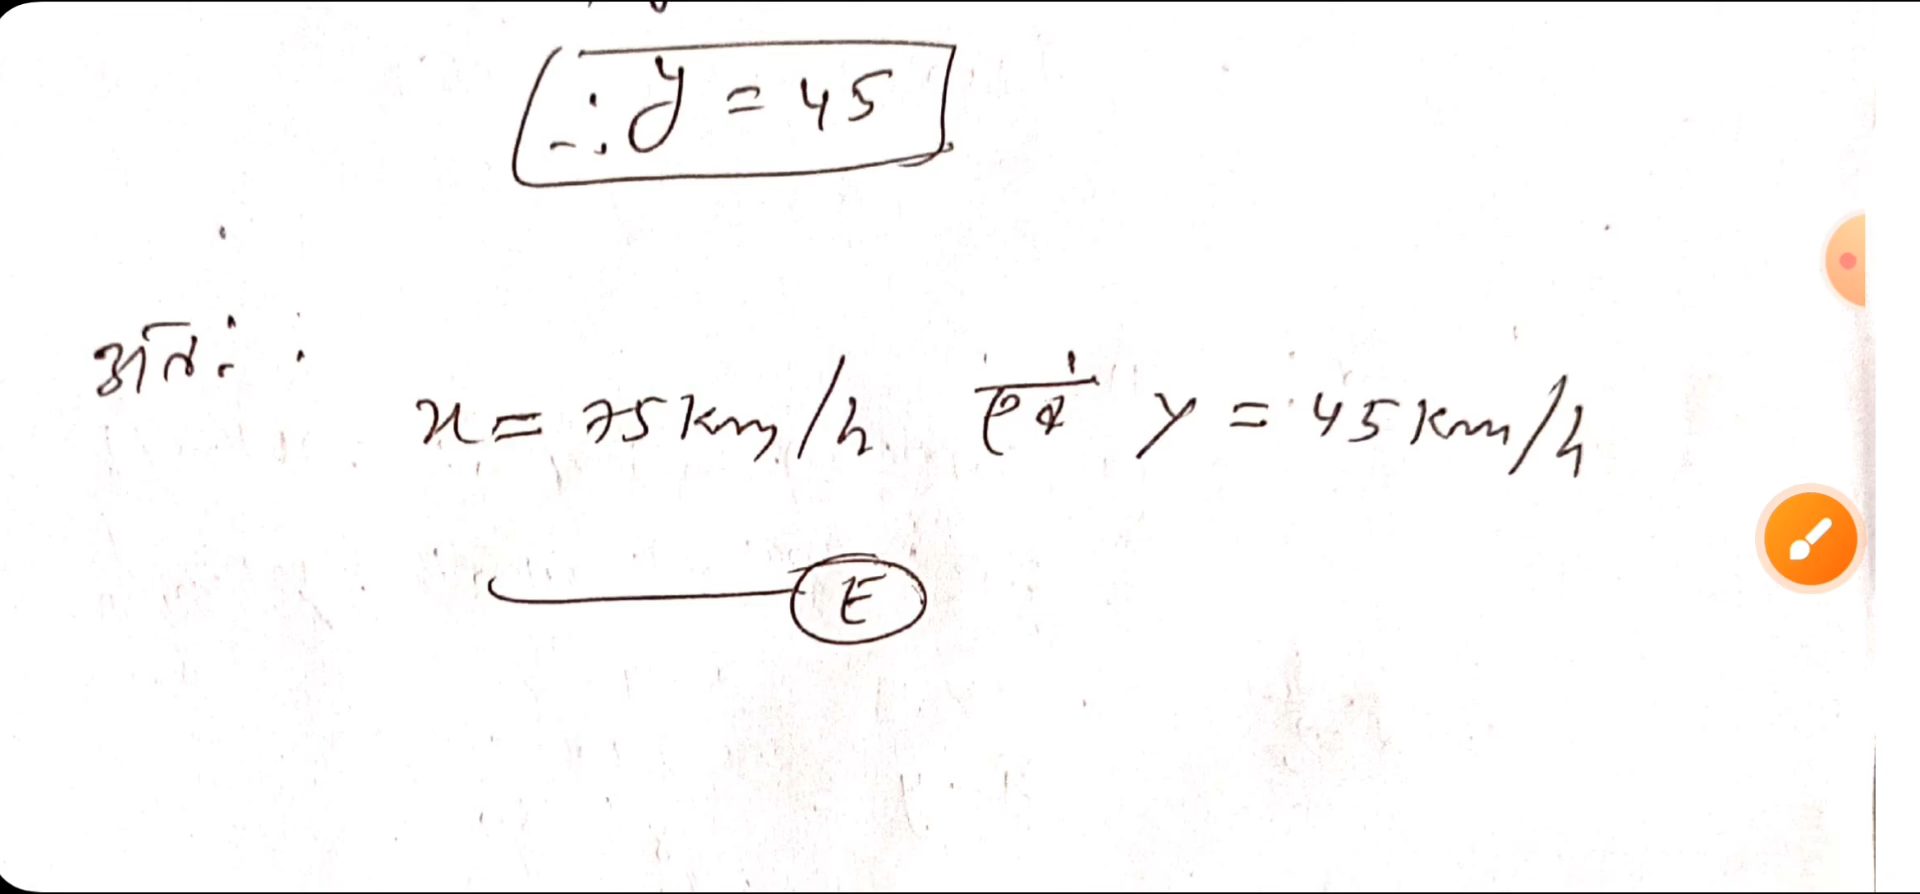 ∴ y = 45
अतः
x = 75 km/h एवं y = 45 km/h
E